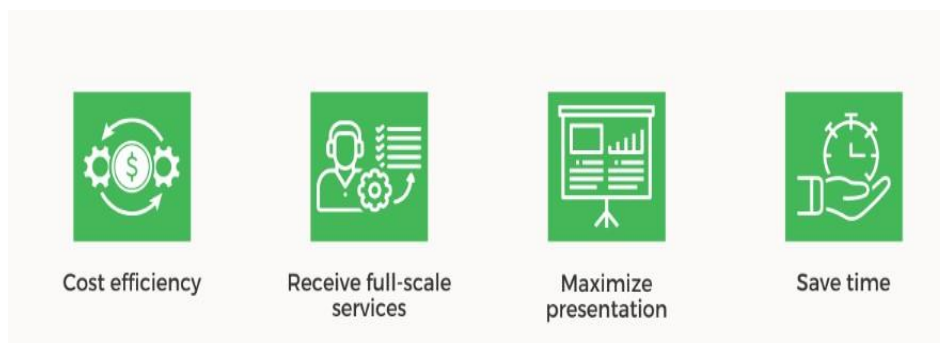 $
Cost efficiency
Receive full-scale
services
Maximize
presentation
Save time